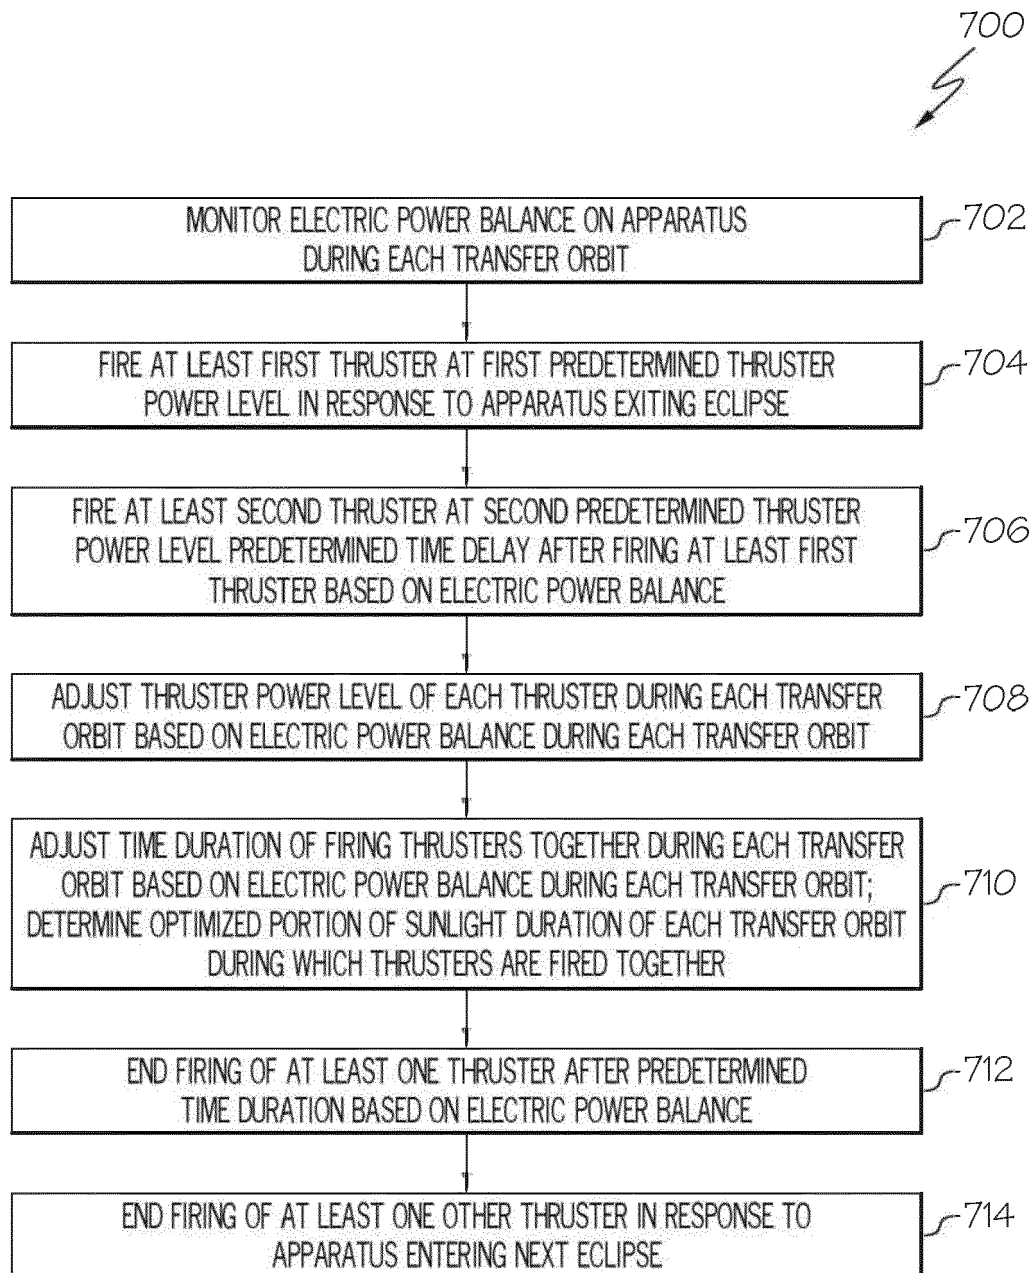 700
MONITOR ELECTRIC POWER BALANCE ON APPARATUS
DURING EACH TRANSFER ORBIT
702
FIRE AT LEAST FIRST THRUSTER AT FIRST PREDETERMINED THRUSTER
POWER LEVEL IN RESPONSE TO APPARATUS EXITING ECLIPSE
704
FIRE AT LEAST SECOND THRUSTER AT SECOND PREDETERMINED THRUSTER
POWER LEVEL PREDETERMINED TIME DELAY AFTER FIRING AT LEAST FIRST
THRUSTER BASED ON ELECTRIC POWER BALANCE
706
ADJUST THRUSTER POWER LEVEL OF EACH THRUSTER DURING EACH TRANSFER
ORBIT BASED ON ELECTRIC POWER BALANCE DURING EACH TRANSFER ORBIT
708
ADJUST TIME DURATION OF FIRING THRUSTERS TOGETHER DURING EACH TRANSFER
ORBIT BASED ON ELECTRIC POWER BALANCE DURING EACH TRANSFER ORBIT;
DETERMINE OPTIMIZED PORTION OF SUNLIGHT DURATION OF EACH TRANSFER ORBIT
DURING WHICH THRUSTERS ARE FIRED TOGETHER
710
END FIRING OF AT LEAST ONE THRUSTER AFTER PREDETERMINED
TIME DURATION BASED ON ELECTRIC POWER BALANCE
712
END FIRING OF AT LEAST ONE OTHER THRUSTER IN RESPONSE TO
APPARATUS ENTERING NEXT ECLIPSE
714